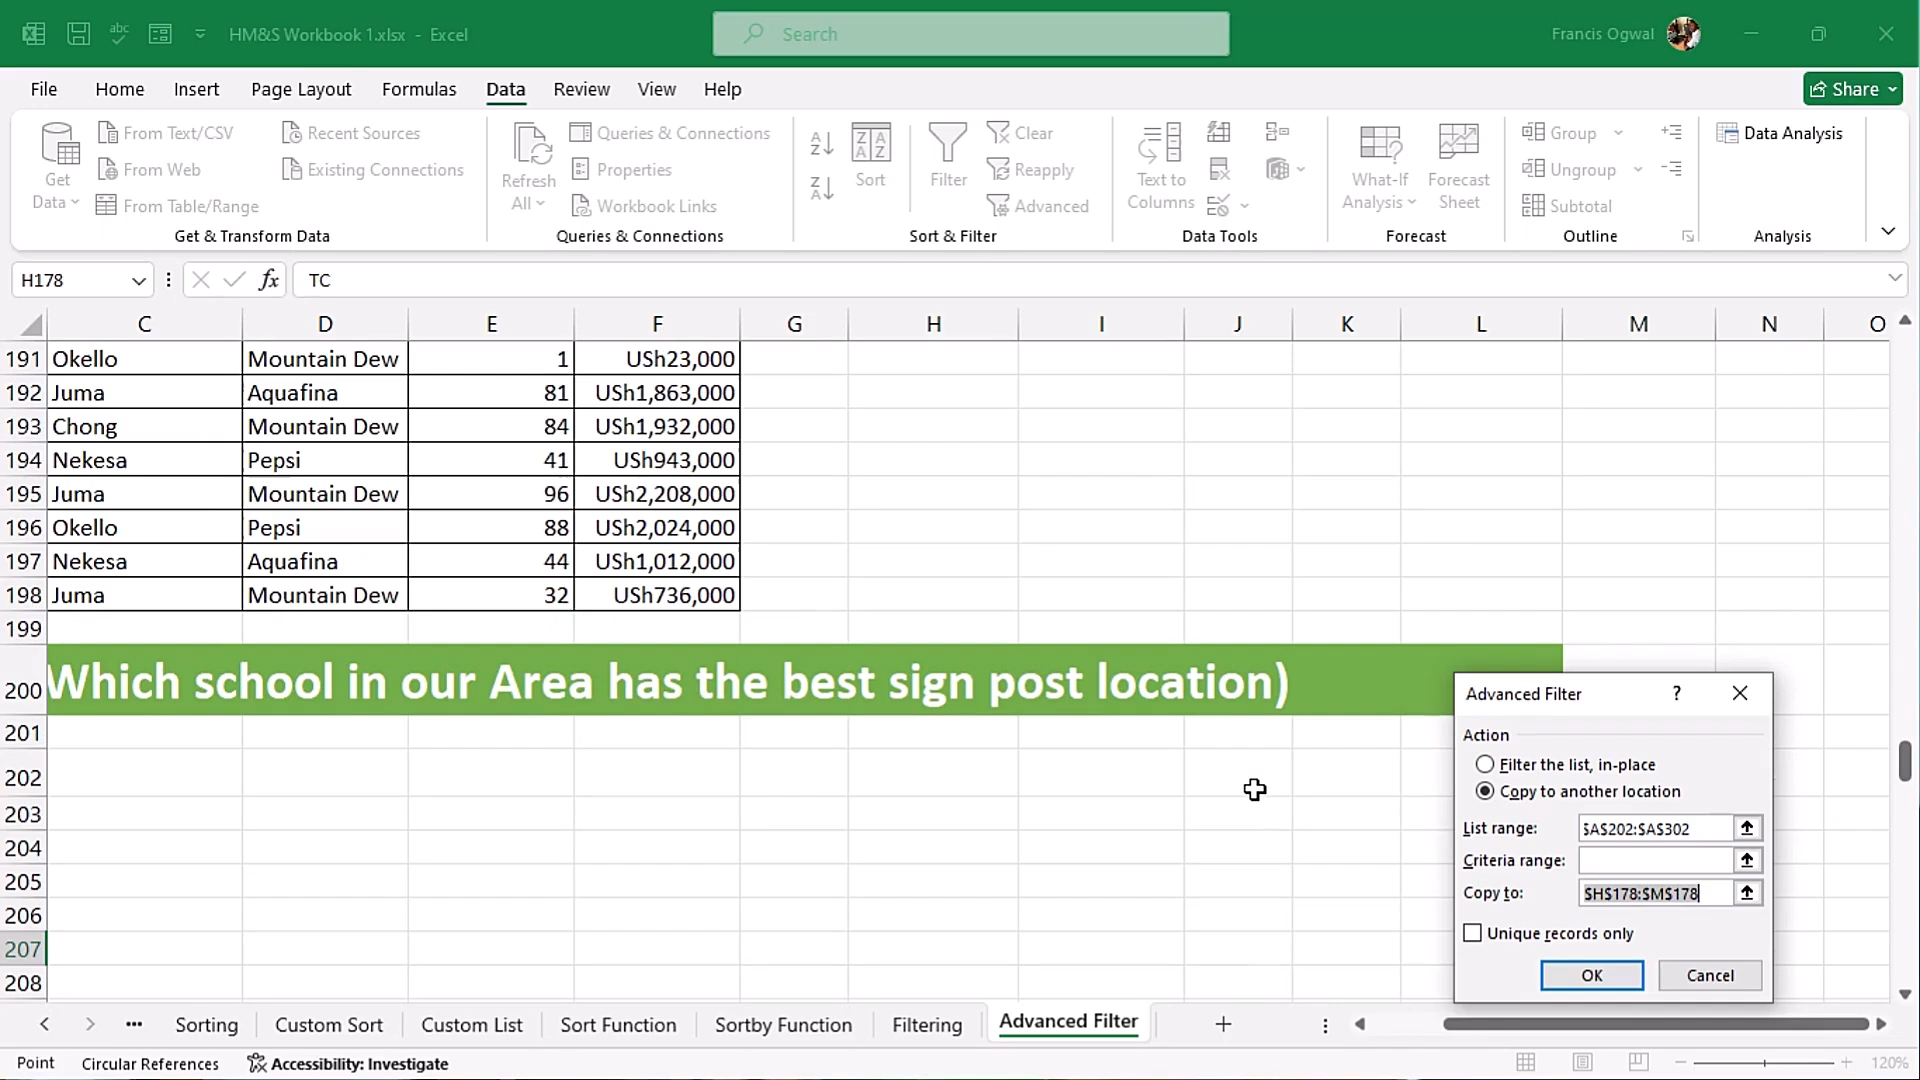 abc HM&S Workbook 1.xlsx - Excel Search Francis Ogwal
File Home Insert Page Layout Formulas Data Review View Help Share
Get Data From Text/CSV From Web From Table/Range Recent Sources Existing Connections
Get & Transform Data
Refresh All Queries & Connections Properties Workbook Links
Queries & Connections
Sort Filter Clear Reapply Advanced
Sort & Filter
Text to Columns
Data Tools
What-If Analysis Forecast Sheet
Forecast
Group Ungroup Subtotal
Outline
Data Analysis
Analysis
H178 fx TC
C D E F G H I J K L M N O
191 Okello Mountain Dew 1 USh23,000
192 Juma Aquafina 81 USh1,863,000
193 Chong Mountain Dew 84 USh1,932,000
194 Nekesa Pepsi 41 USh943,000
195 Juma Mountain Dew 96 USh2,208,000
196 Okello Pepsi 88 USh2,024,000
197 Nekesa Aquafina 44 USh1,012,000
198 Juma Mountain Dew 32 USh736,000
199
200 Which school in our Area has the best sign post location)
201
202
203
204
205
206
207
208
Advanced Filter ?
Action
Filter the list, in-place
Copy to another location
List range: $A$202:$A$302
Criteria range:
Copy to: $H$178:$M$178
Unique records only
OK Cancel
... Sorting Custom Sort Custom List Sort Function Sortby Function Filtering Advanced Filter
Point Circular References Accessibility: Investigate 120%